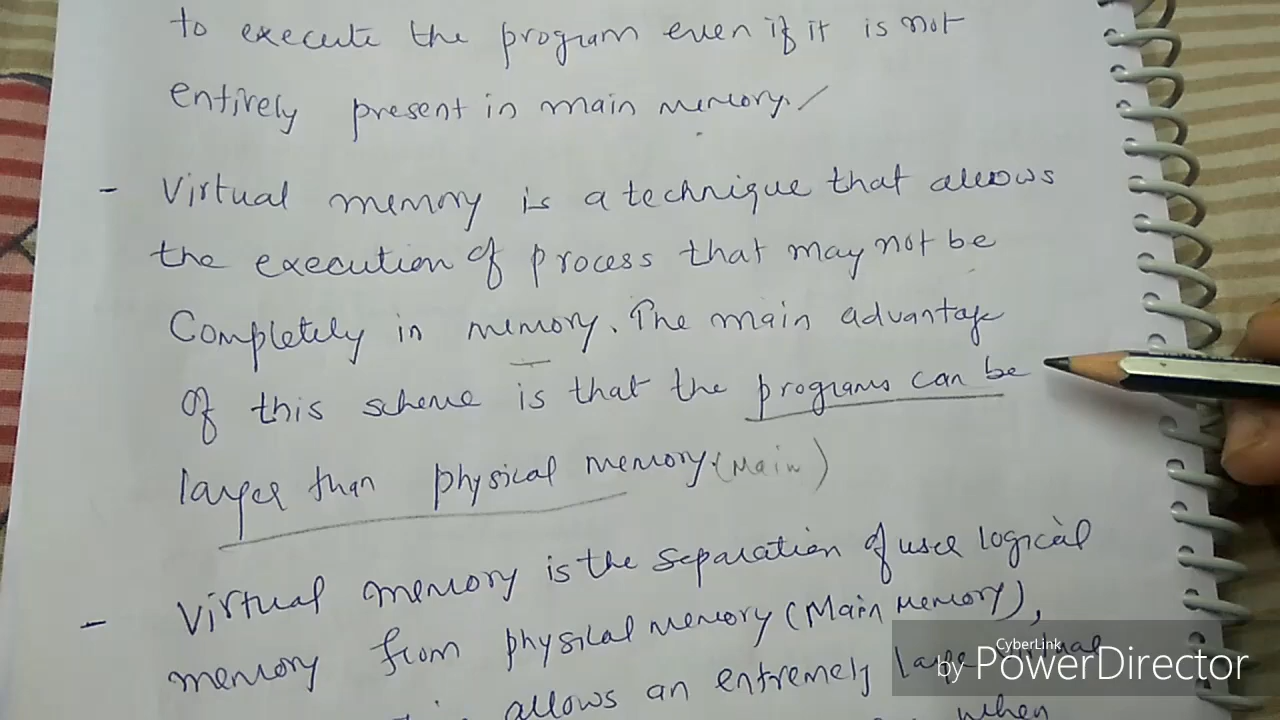 to execute the program even if it is not
entirely present in main memory.
- Virtual memory is a technique that allows
the execution of process that may not be
Completely in memory. The main advantage
of this scheme is that the programs can be
larger than physical memory (Main)
- Virtual memory is the separation of user logical
memory from physical memory (Main Memory),
allows an extremely large virtual
when
CyberLink
by PowerDirector